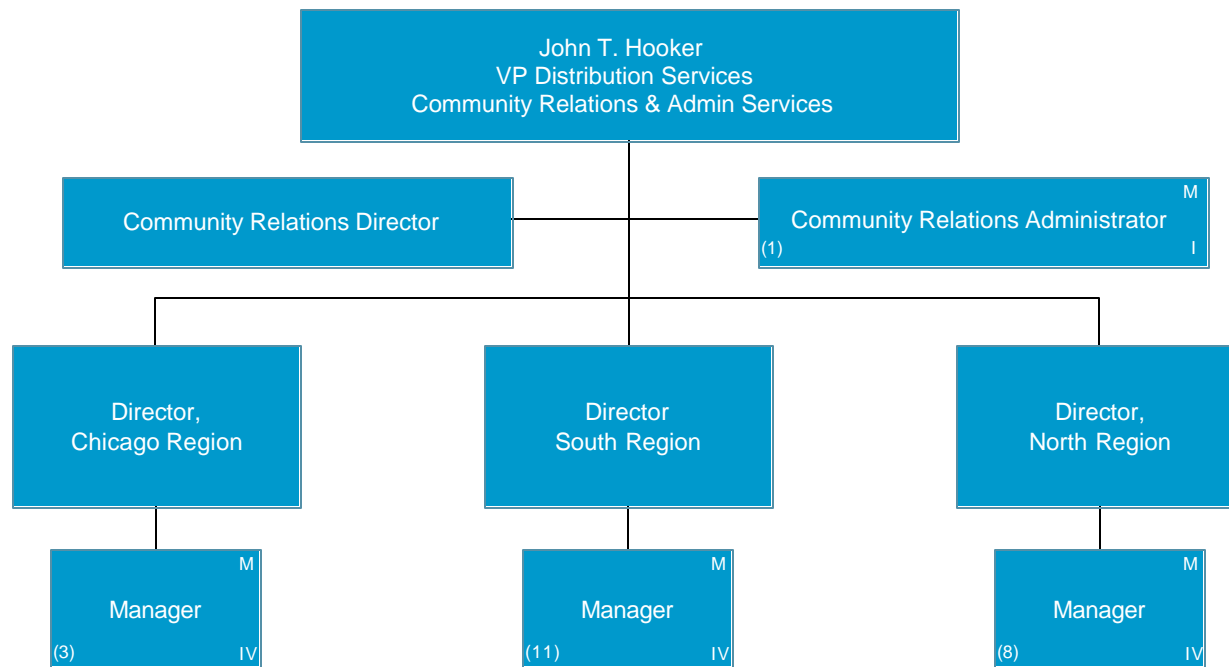 John T. Hooker
VP Distribution Services
Community Relations & Admin Services
Community Relations Director
M
Community Relations Administrator
(1)
I
Director,
Chicago Region
Director
South Region
Director,
North Region
M
Manager
(3)
IV
M
Manager
(11)
IV
M
Manager
(8)
IV